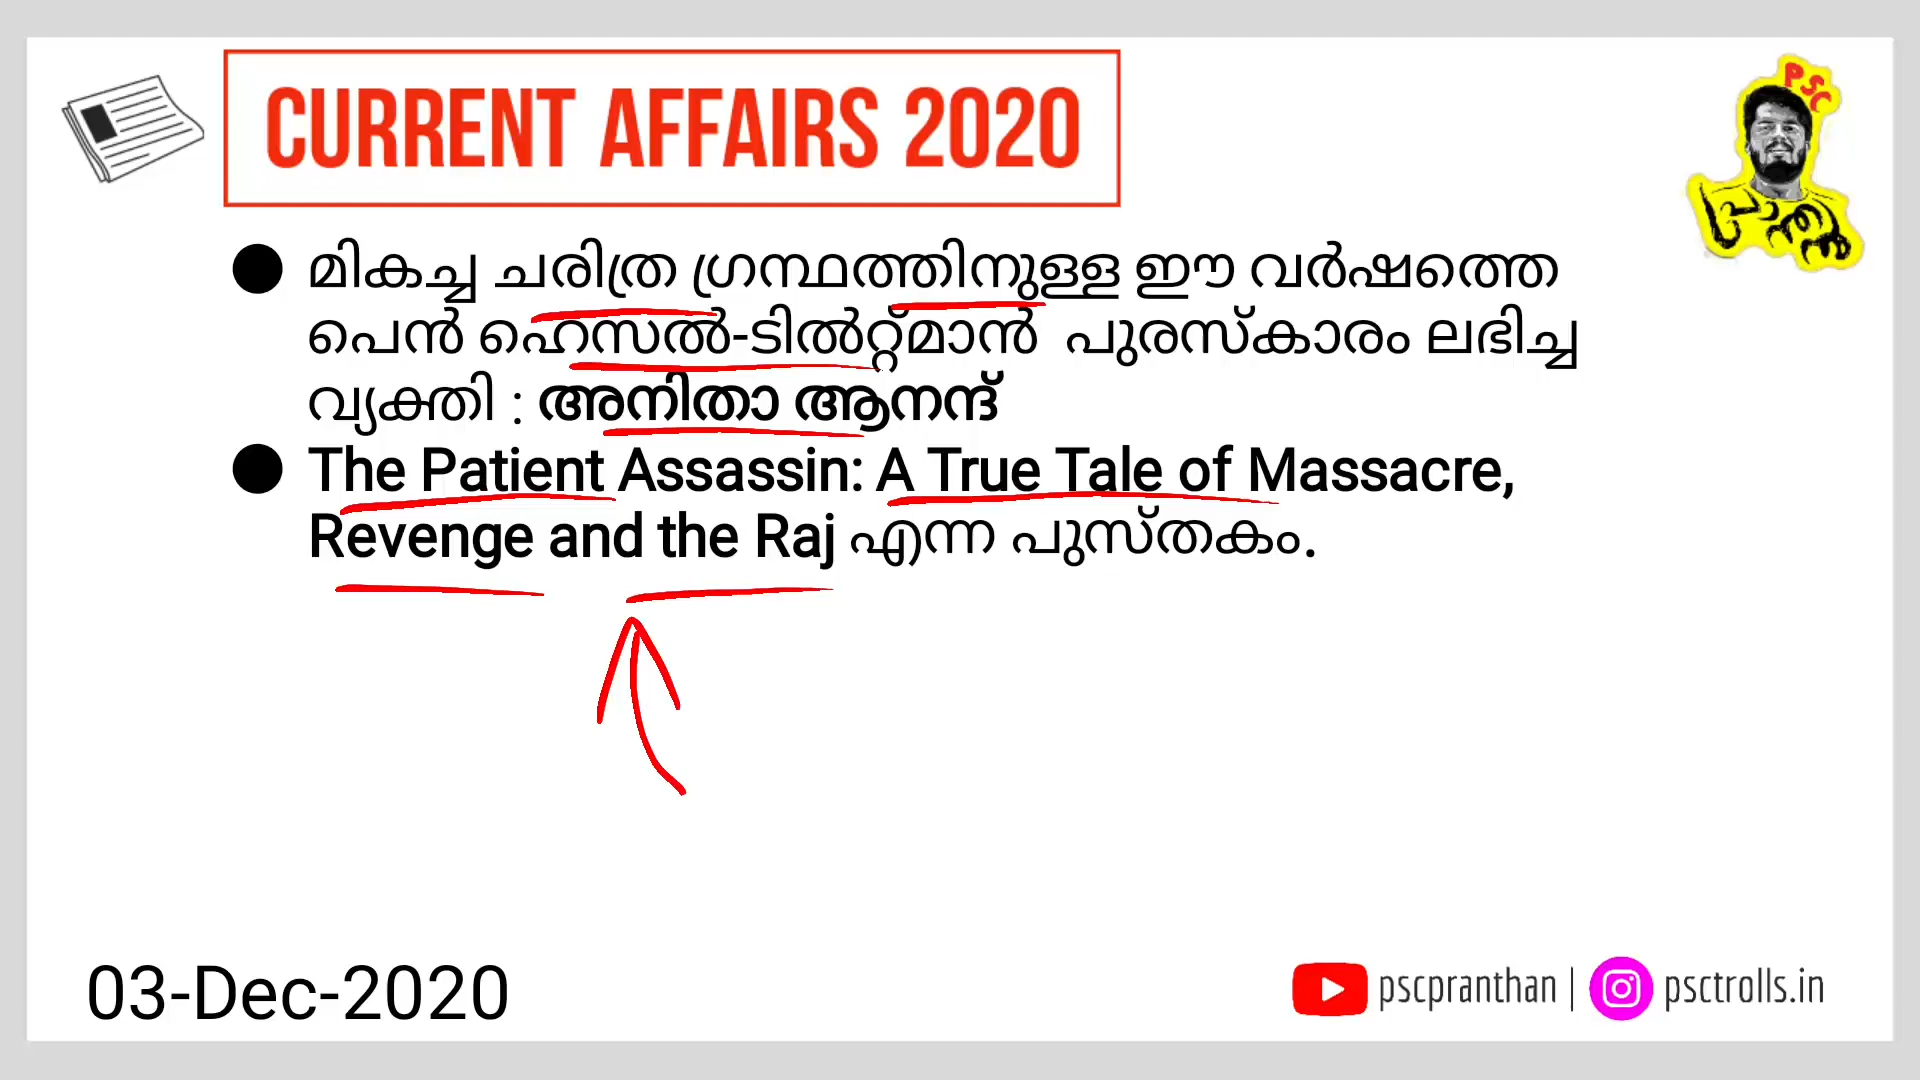 CURRENT AFFAIRS 2020
PSC
പ്രാന്തൻ
● മികച്ച ചരിത്ര ഗ്രന്ഥത്തിനുള്ള ഈ വർഷത്തെ
പെൻ ഹെസൽ-ടിൽറ്റ്മാൻ പുരസ്കാരം ലഭിച്ച
വ്യക്തി : അനിതാ ആനന്ദ്
● The Patient Assassin: A True Tale of Massacre,
Revenge and the Raj എന്ന പുസ്തകം.
03-Dec-2020
pscpranthan | psctrolls.in